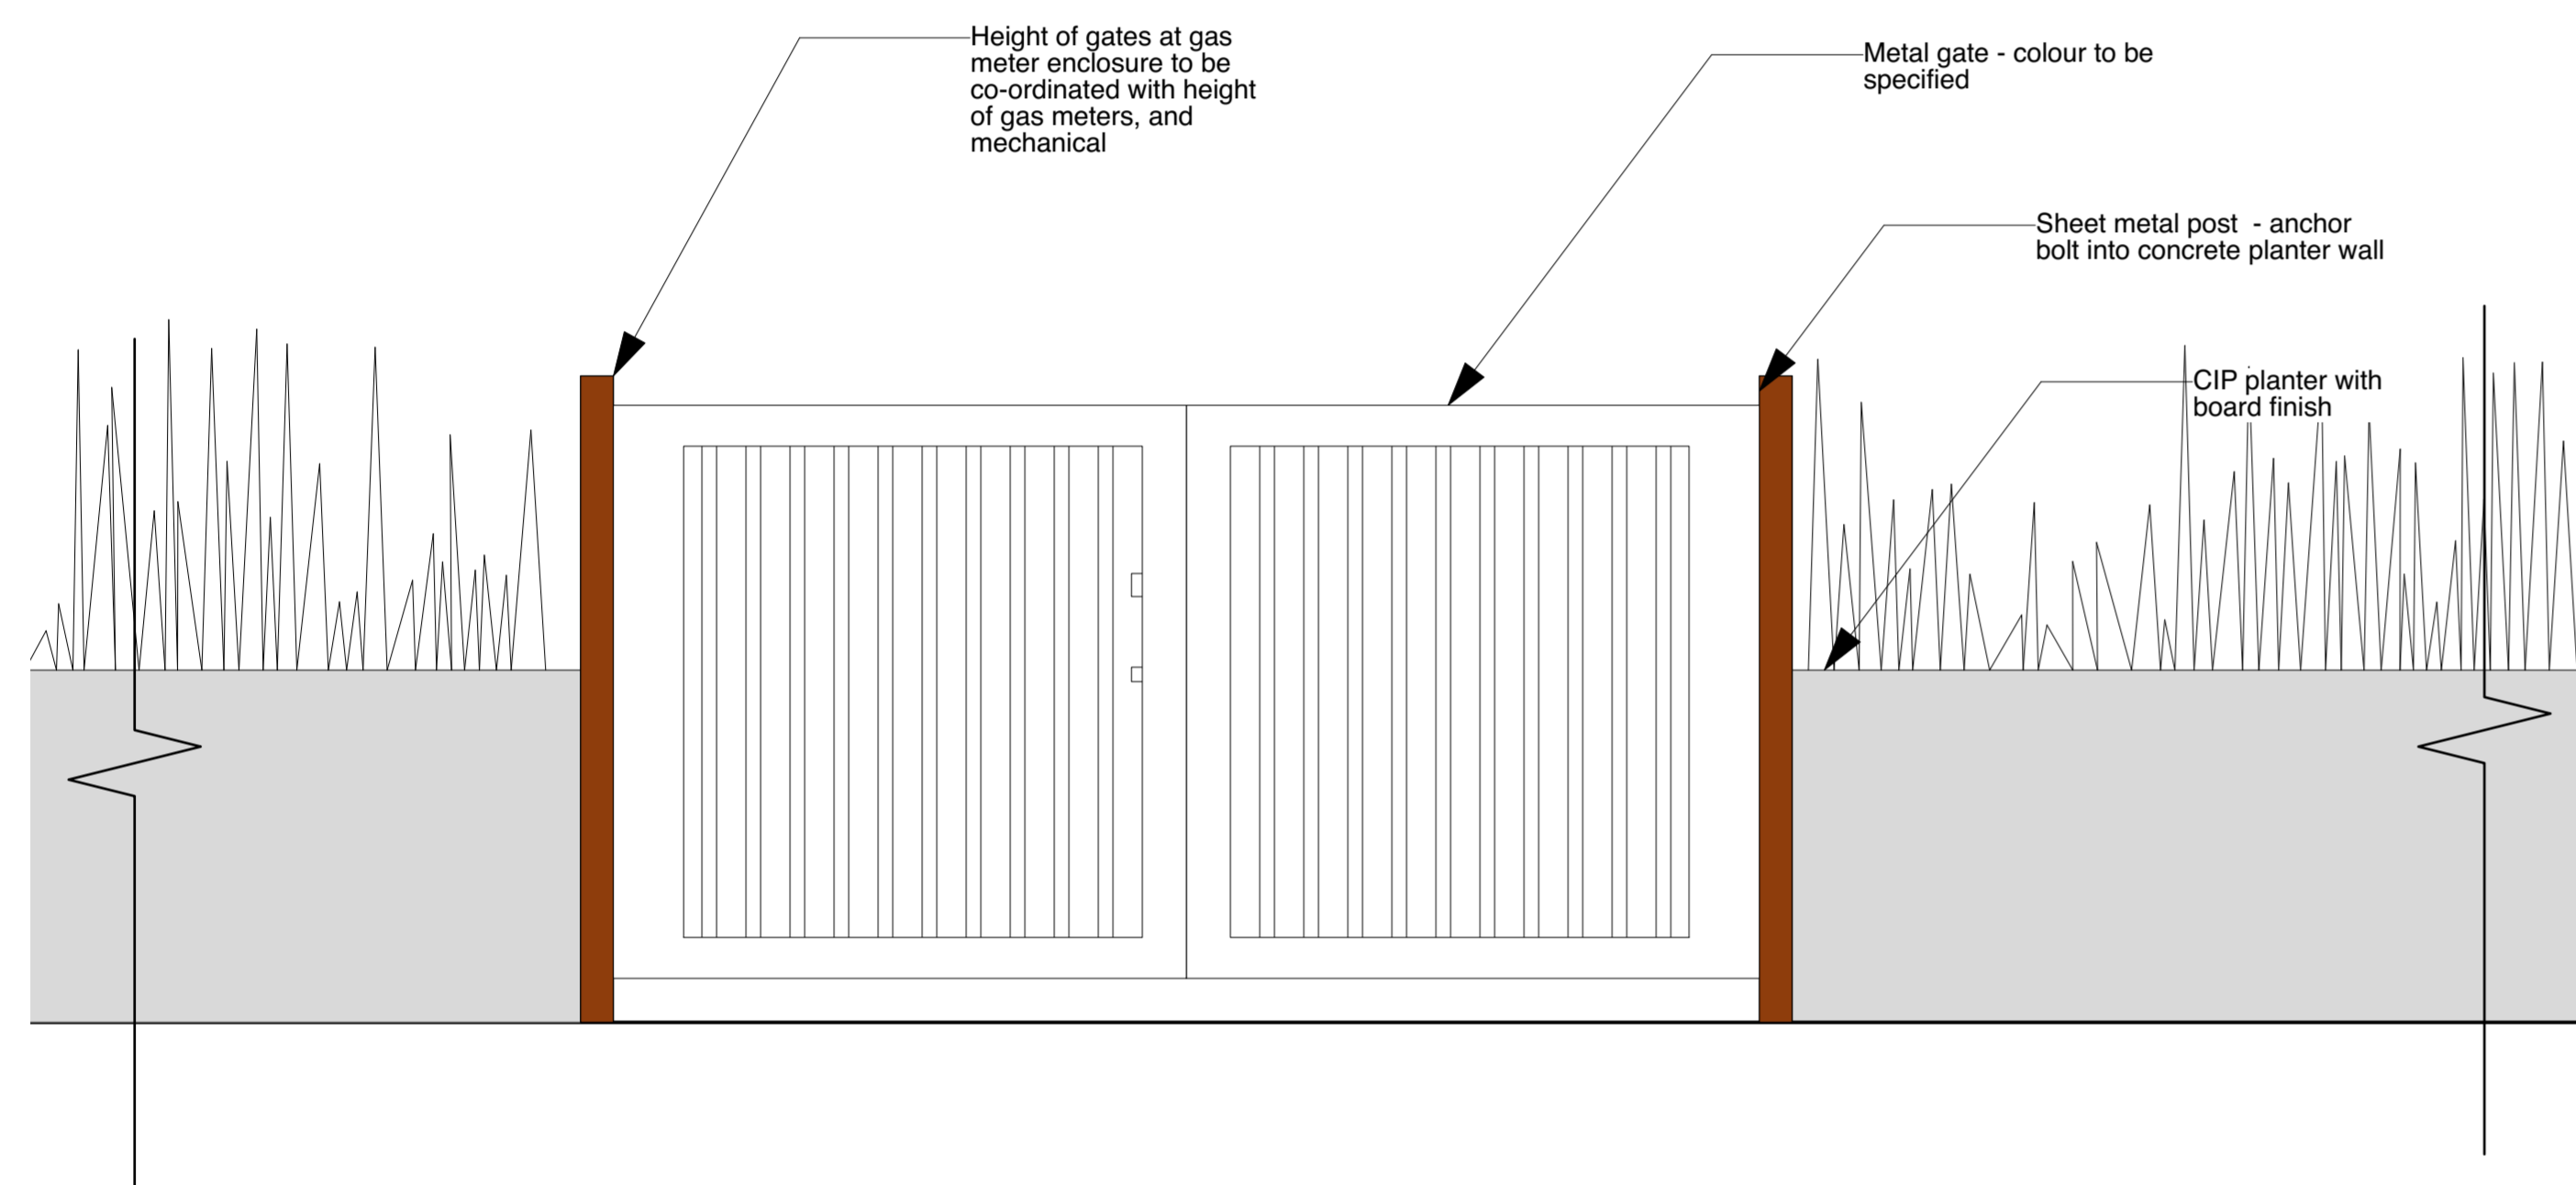 Height of gates at gas
meter enclosure to be
co-ordinated with height
of gas meters, and
mechanical
Metal gate - colour to be
specified
Sheet metal post  - anchor
bolt into concrete planter wall
CIP planter with
board finish